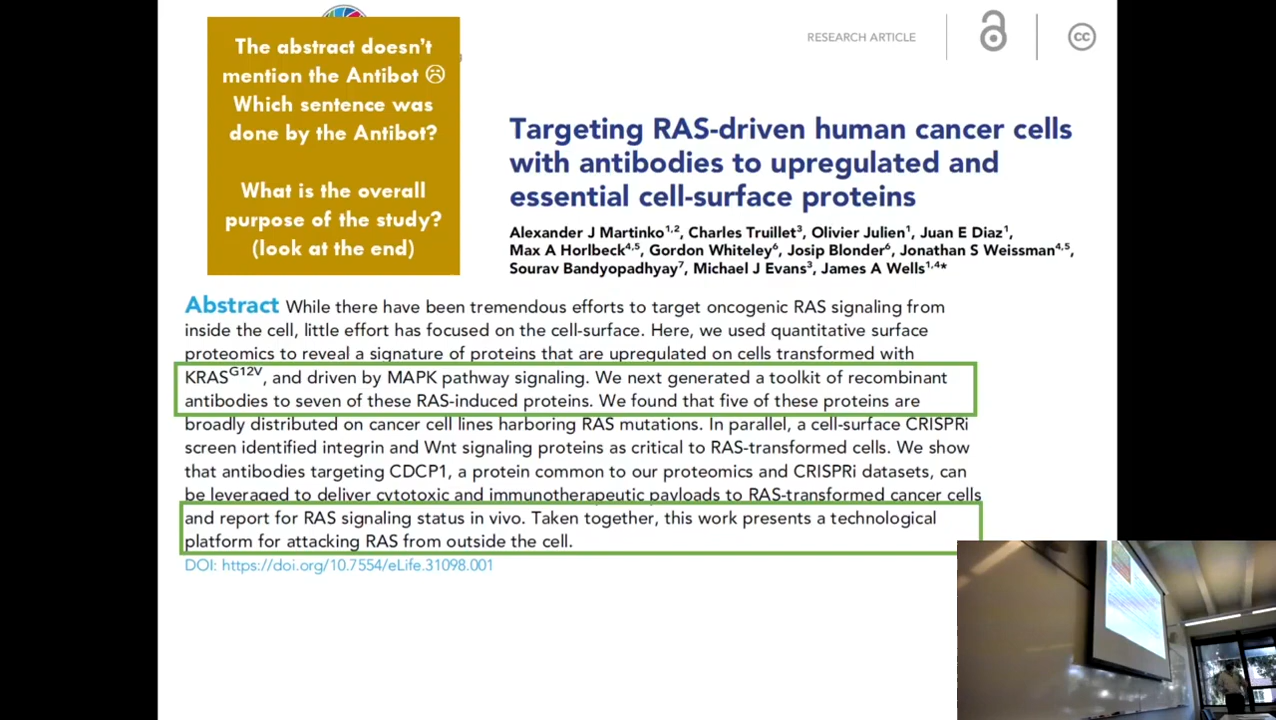 The abstract doesn't
mention the Antibot ☹
Which sentence was
done by the Antibot?
What is the overall
purpose of the study?
(look at the end)
RESEARCH ARTICLE
cc
Targeting RAS-driven human cancer cells
with antibodies to upregulated and
essential cell-surface proteins
Alexander J Martinko1,2, Charles Truillet3, Olivier Julien1, Juan E Diaz1,
Max A Horlbeck4,5, Gordon Whiteley6, Josip Blonder6, Jonathan S Weissman4,5,
Sourav Bandyopadhyay7, Michael J Evans3, James A Wells1,4*
Abstract While there have been tremendous efforts to target oncogenic RAS signaling from
inside the cell, little effort has focused on the cell-surface. Here, we used quantitative surface
proteomics to reveal a signature of proteins that are upregulated on cells transformed with
KRASG12V, and driven by MAPK pathway signaling. We next generated a toolkit of recombinant
antibodies to seven of these RAS-induced proteins. We found that five of these proteins are
broadly distributed on cancer cell lines harboring RAS mutations. In parallel, a cell-surface CRISPRi
screen identified integrin and Wnt signaling proteins as critical to RAS-transformed cells. We show
that antibodies targeting CDCP1, a protein common to our proteomics and CRISPRi datasets, can
be leveraged to deliver cytotoxic and immunotherapeutic payloads to RAS-transformed cancer cells
and report for RAS signaling status in vivo. Taken together, this work presents a technological
platform for attacking RAS from outside the cell.
DOI: https://doi.org/10.7554/eLife.31098.001